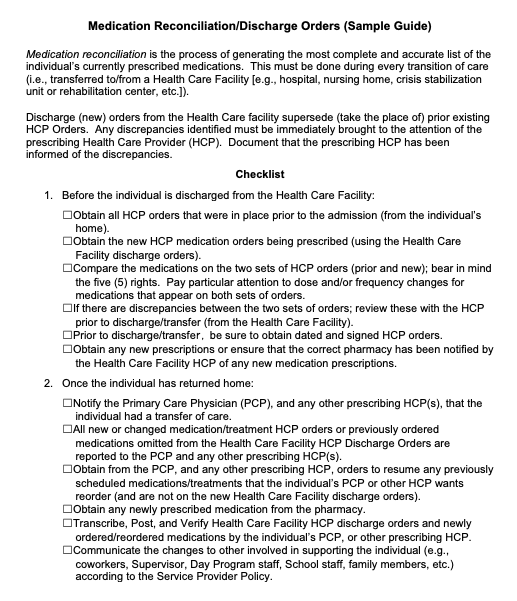 Medication Reconciliation/Discharge Orders (Sample Guide)
Medication reconciliation is the process of generating the most complete and accurate list of the
individual's currently prescribed medications.  This must be done during every transition of care
(i.e., transferred to/from a Health Care Facility [e.g., hospital, nursing home, crisis stabilization
unit or rehabilitation center, etc.]).
Discharge (new) orders from the Health Care facility supersede (take the place of) prior existing
HCP Orders.  Any discrepancies identified must be immediately brought to the attention of the
prescribing Health Care Provider (HCP).  Document that the prescribing HCP has been
informed of the discrepancies.
Checklist
1. Before the individual is discharged from the Health Care Facility:
☐Obtain all HCP orders that were in place prior to the admission (from the individual's
home).
☐Obtain the new HCP medication orders being prescribed (using the Health Care
Facility discharge orders).
☐Compare the medications on the two sets of HCP orders (prior and new); bear in mind
the five (5) rights.  Pay particular attention to dose and/or frequency changes for
medications that appear on both sets of orders.
☐If there are discrepancies between the two sets of orders; review these with the HCP
prior to discharge/transfer (from the Health Care Facility).
☐Prior to discharge/transfer, be sure to obtain dated and signed HCP orders.
☐Obtain any new prescriptions or ensure that the correct pharmacy has been notified by
the Health Care Facility HCP of any new medication prescriptions.
2. Once the individual has returned home:
☐Notify the Primary Care Physician (PCP), and any other prescribing HCP(s), that the
individual had a transfer of care.
☐All new or changed medication/treatment HCP orders or previously ordered
medications omitted from the Health Care Facility HCP Discharge Orders are
reported to the PCP and any other prescribing HCP(s).
☐Obtain from the PCP, and any other prescribing HCP, orders to resume any previously
scheduled medications/treatments that the individual's PCP or other HCP wants
reorder (and are not on the new Health Care Facility discharge orders).
☐Obtain any newly prescribed medication from the pharmacy.
☐Transcribe, Post, and Verify Health Care Facility HCP discharge orders and newly
ordered/reordered medications by the individual's PCP, or other prescribing HCP.
☐Communicate the changes to other involved in supporting the individual (e.g.,
coworkers, Supervisor, Day Program staff, School staff, family members, etc.)
according to the Service Provider Policy.